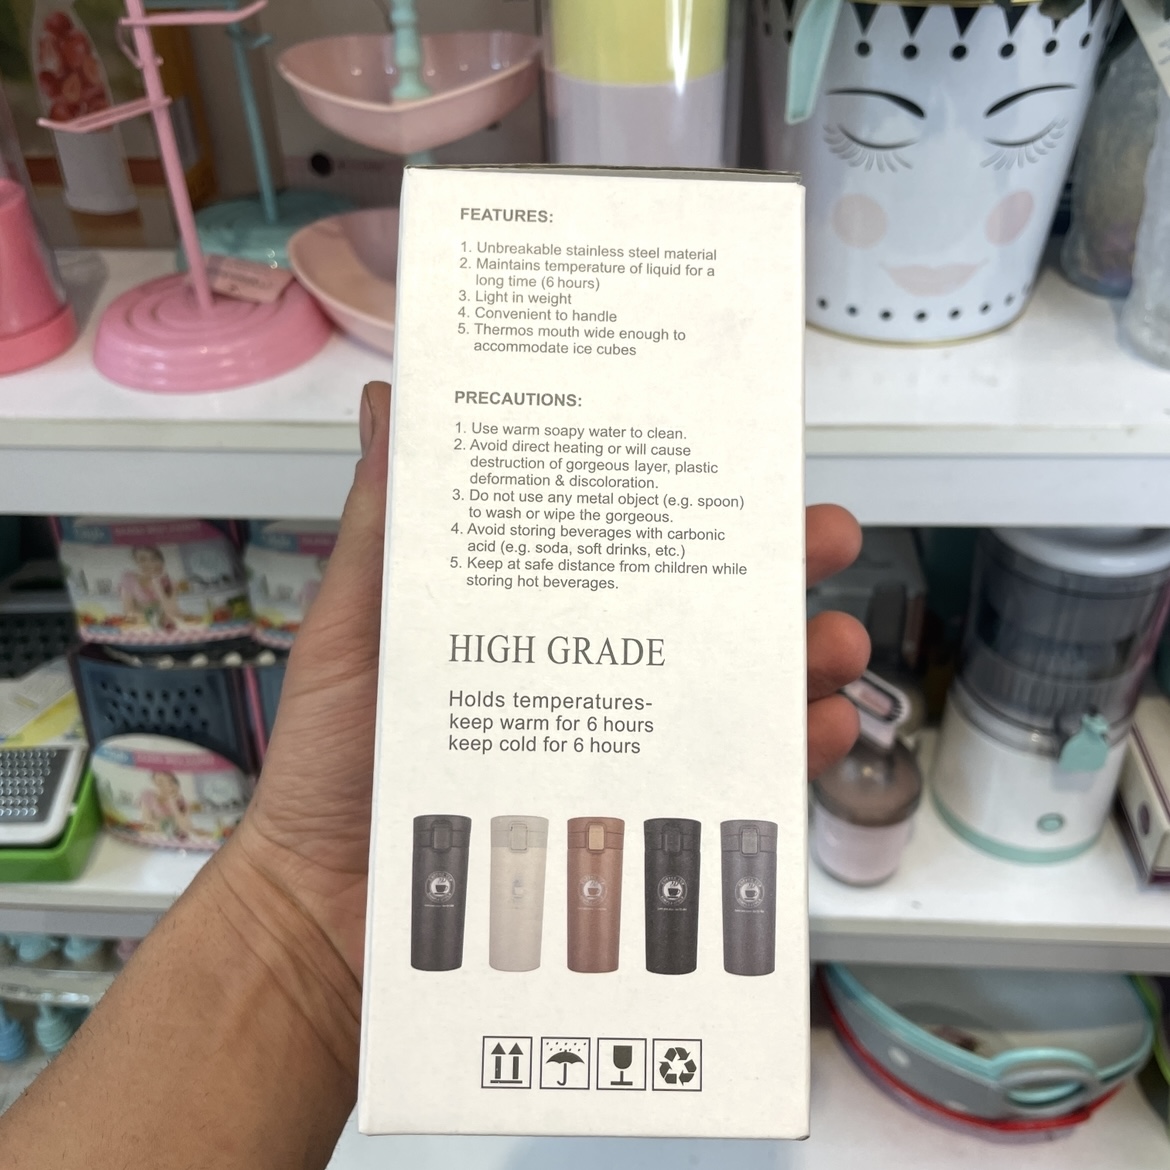 FEATURES:
1. Unbreakable stainless steel material
2. Maintains temperature of liquid for a
long time (6 hours)
3. Light in weight
4. Convenient to handle
5. Thermos mouth wide enough to
accommodate ice cubes
PRECAUTIONS:
1. Use warm soapy water to clean.
2. Avoid direct heating or will cause
destruction of gorgeous layer, plastic
deformation & discoloration.
3. Do not use any metal object (e.g. spoon)
to wash or wipe the gorgeous.
4. Avoid storing beverages with carbonic
acid (e.g. soda, soft drinks, etc.)
5. Keep at safe distance from children while
storing hot beverages.
HIGH GRADE
Holds temperatures-
keep warm for 6 hours
keep cold for 6 hours